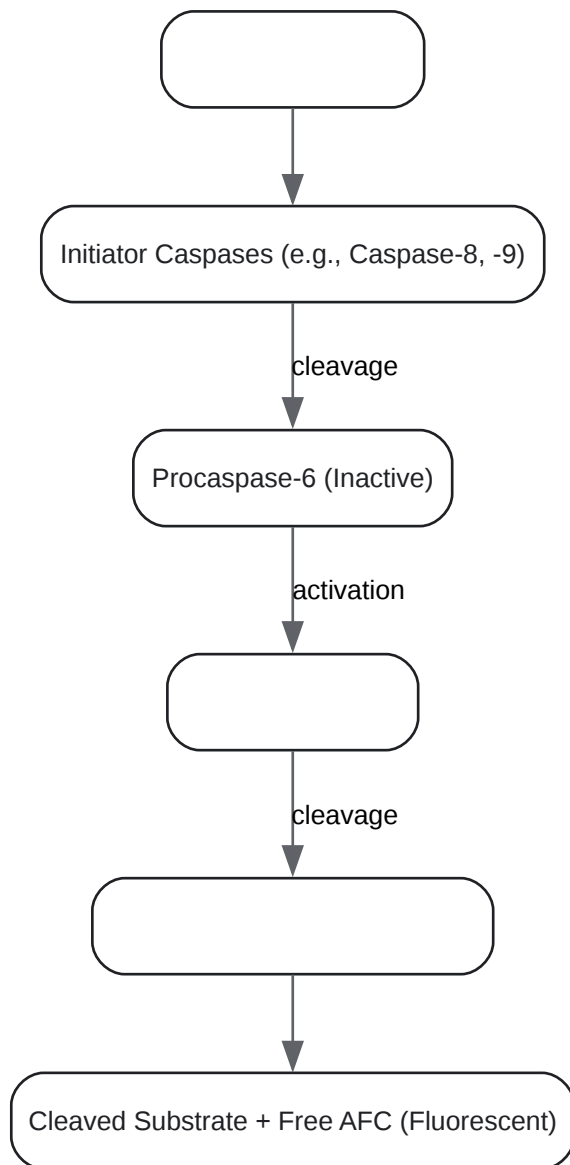 Initiator Caspases (e.g., Caspase-8, -9)
cleavage
Procaspase-6 (Inactive)
activation
cleavage
Cleaved Substrate + Free AFC (Fluorescent)